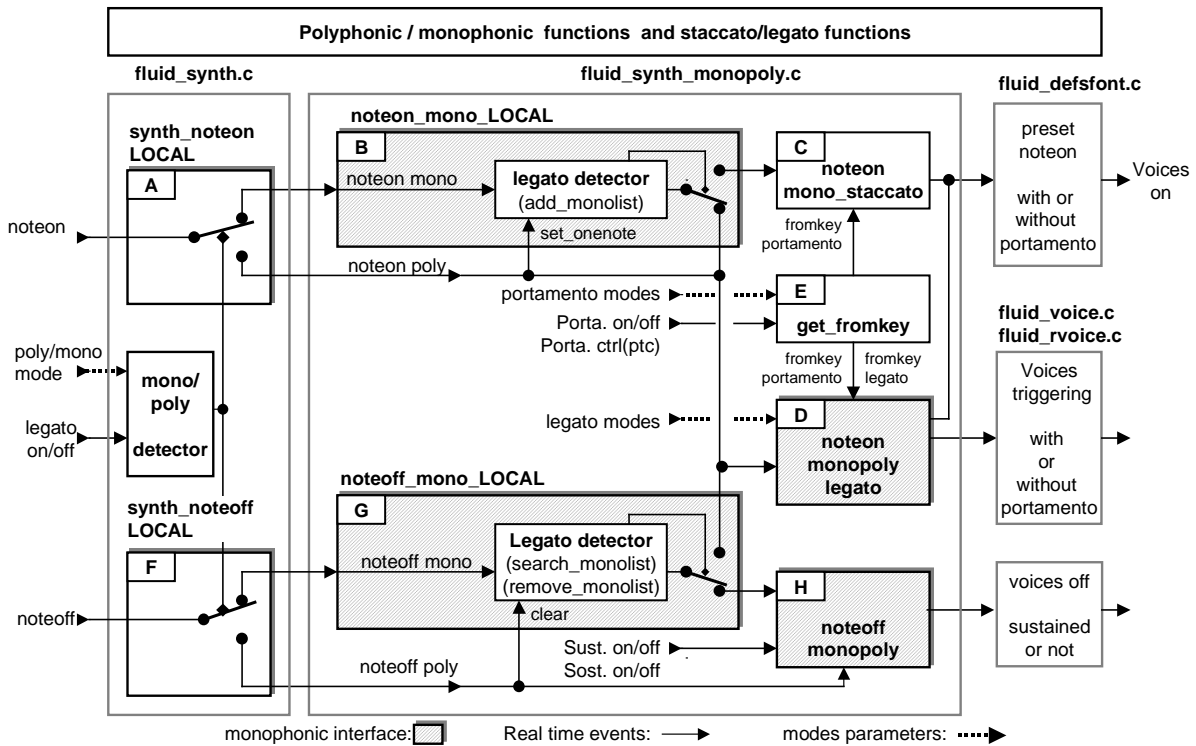 Polyphonic / monophonic functions and staccato/legato functions
fluid_synth.c
fluid_synth_monopoly.c
fluid_defsfont.c
synth_noteon
LOCAL
A
noteon
noteon_mono_LOCAL
B
noteon mono
legato detector
(add_monolist)
set_onenote
noteon poly
C
noteon
mono_staccato
preset
noteon
with or
without
portamento
Voices
on
fromkey
portamento
portamento modes
Porta. on/off
Porta. ctrl(ptc)
E
get_fromkey
fromkey
portamento
fromkey
legato
fluid_voice.c
fluid_rvoice.c
Voices
triggering
with
or
without
portamento
poly/mono
mode
legato
on/off
mono/
poly
detector
legato modes
D
noteon
monopoly
legato
synth_noteoff
LOCAL
F
noteoff
noteoff_mono_LOCAL
G
noteoff mono
Legato detector
(search_monolist)
(remove_monolist)
clear
noteoff poly
Sust. on/off
Sost. on/off
H
noteoff
monopoly
voices off
sustained
or not
monophonic interface:
Real time events:
modes parameters: